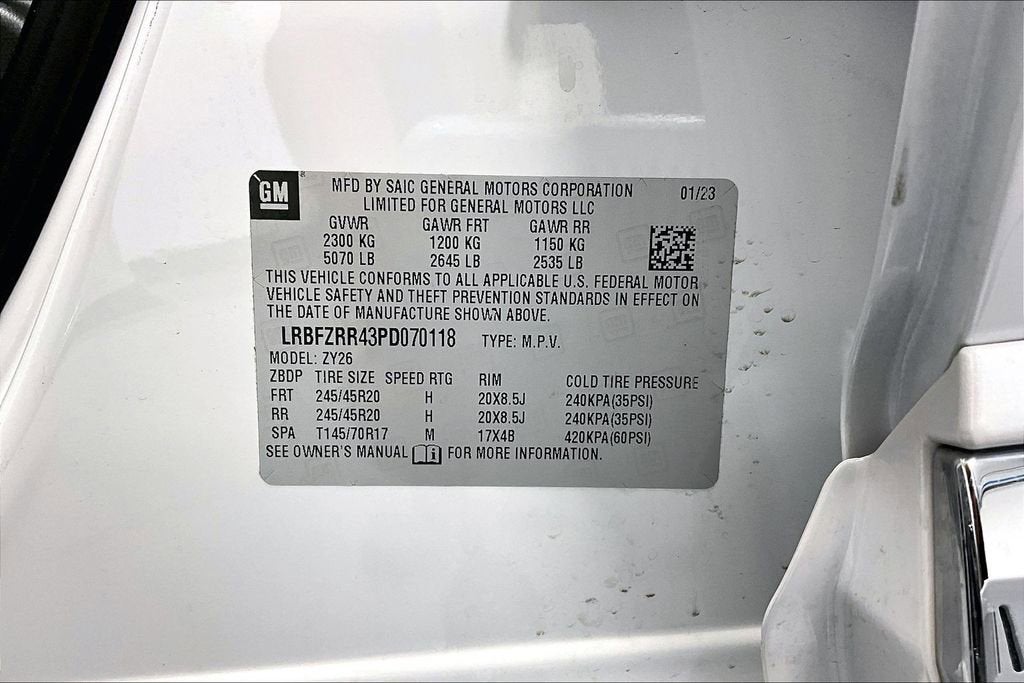 GM
MFD BY SAIC GENERAL MOTORS CORPORATION 01/23
LIMITED FOR GENERAL MOTORS LLC
GVWR GAWR FRT GAWR RR
2300 KG 1200 KG 1150 KG
5070 LB 2645 LB 2535 LB
THIS VEHICLE CONFORMS TO ALL APPLICABLE U.S. FEDERAL MOTOR
VEHICLE SAFETY AND THEFT PREVENTION STANDARDS IN EFFECT ON
THE DATE OF MANUFACTURE SHOWN ABOVE.
LRBFZRR43PD070118 TYPE: M.P.V.
MODEL: ZY26
ZBDP TIRE SIZE SPEED RTG RIM COLD TIRE PRESSURE
FRT 245/45R20 H 20X8.5J 240KPA(35PSI)
RR 245/45R20 H 20X8.5J 240KPA(35PSI)
SPA T145/70R17 M 17X4B 420KPA(60PSI)
SEE OWNER'S MANUAL FOR MORE INFORMATION.